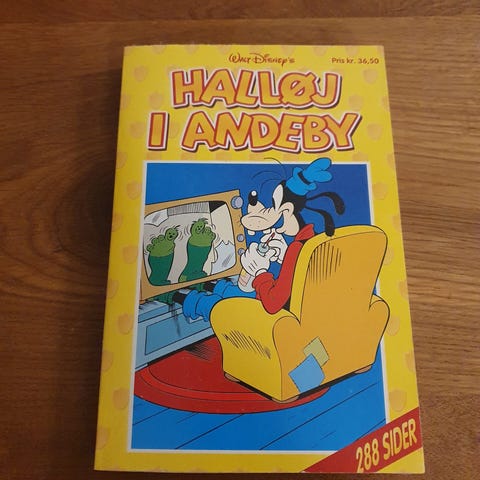 Walt Disney's
Pris kr. 36,50
HALLØJ
I ANDEBY
288 SIDER